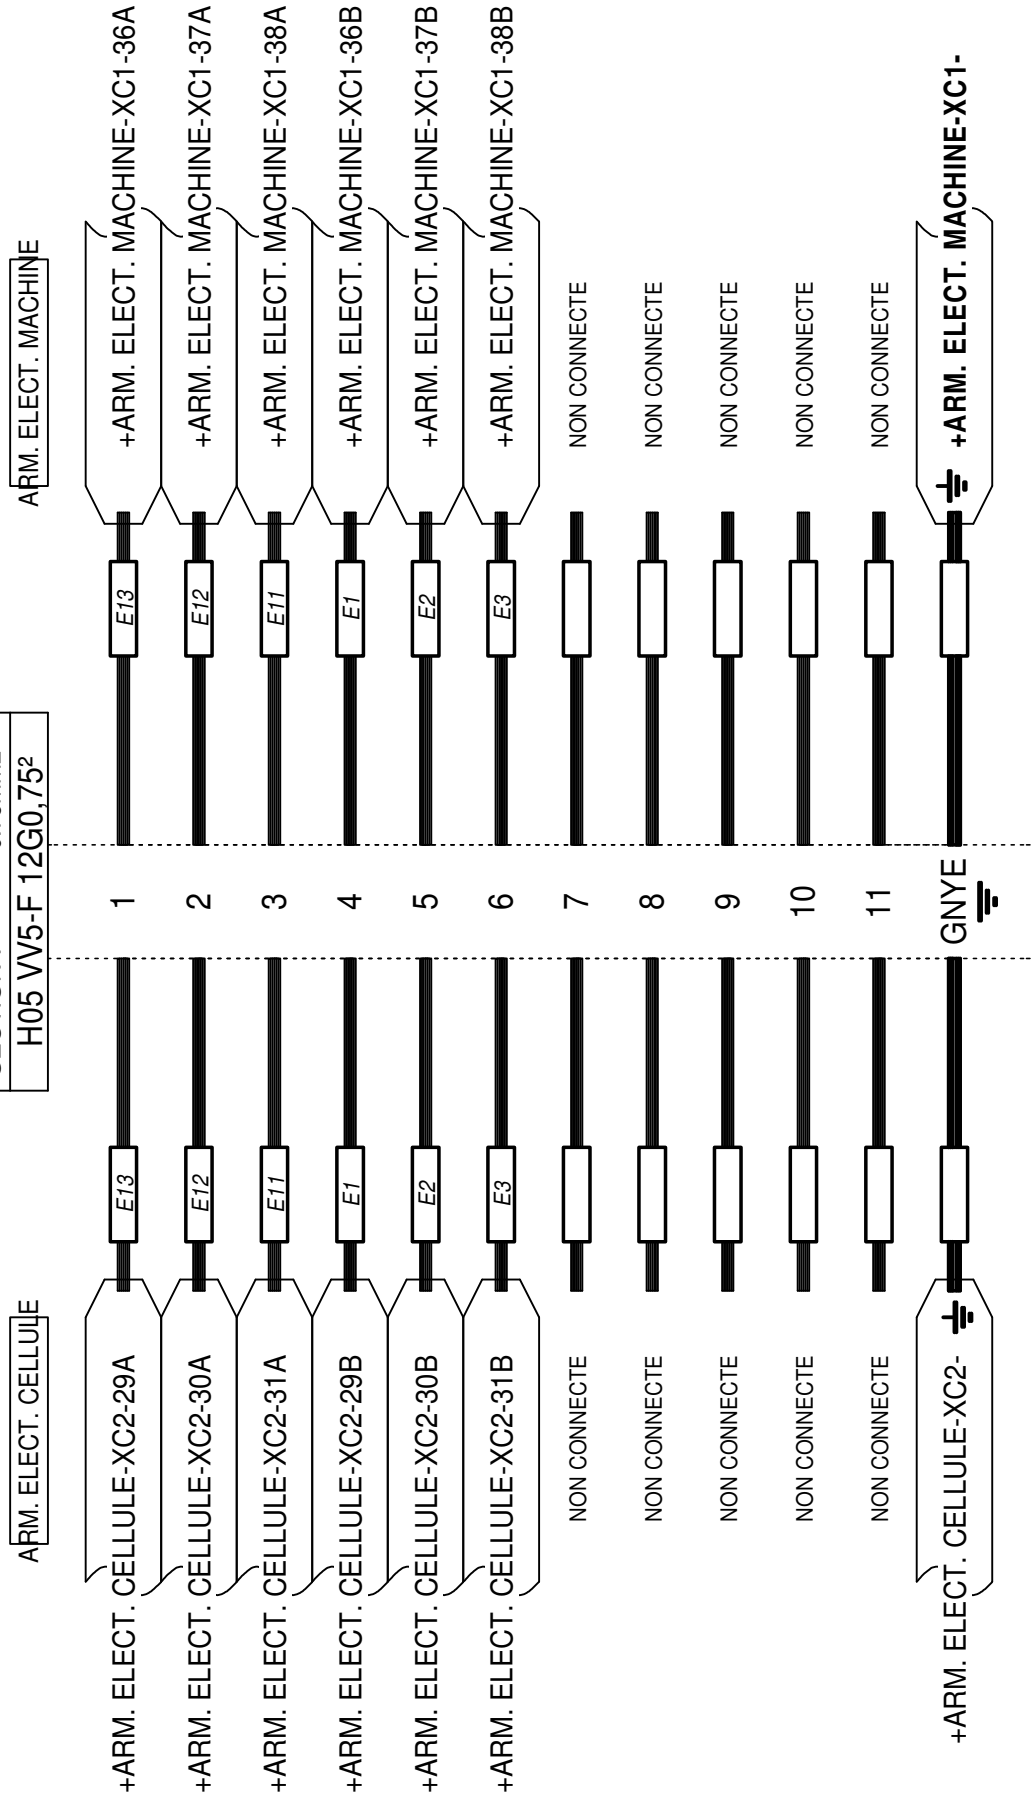 H05 VV5-F 12G0,75²
ARM. ELECT. CELLULE
ARM. ELECT. MACHINE
+ARM. ELECT. CELLULE-XC2-29A E13 1 E13 +ARM. ELECT. MACHINE-XC1-36A
+ARM. ELECT. CELLULE-XC2-30A E12 2 E12 +ARM. ELECT. MACHINE-XC1-37A
+ARM. ELECT. CELLULE-XC2-31A E11 3 E11 +ARM. ELECT. MACHINE-XC1-38A
+ARM. ELECT. CELLULE-XC2-29B E1 4 E1 +ARM. ELECT. MACHINE-XC1-36B
+ARM. ELECT. CELLULE-XC2-30B E2 5 E2 +ARM. ELECT. MACHINE-XC1-37B
+ARM. ELECT. CELLULE-XC2-31B E3 6 E3 +ARM. ELECT. MACHINE-XC1-38B
NON CONNECTE 7 NON CONNECTE
NON CONNECTE 8 NON CONNECTE
NON CONNECTE 9 NON CONNECTE
NON CONNECTE 10 NON CONNECTE
NON CONNECTE 11 NON CONNECTE
+ARM. ELECT. CELLULE-XC2- GNYE +ARM. ELECT. MACHINE-XC1-